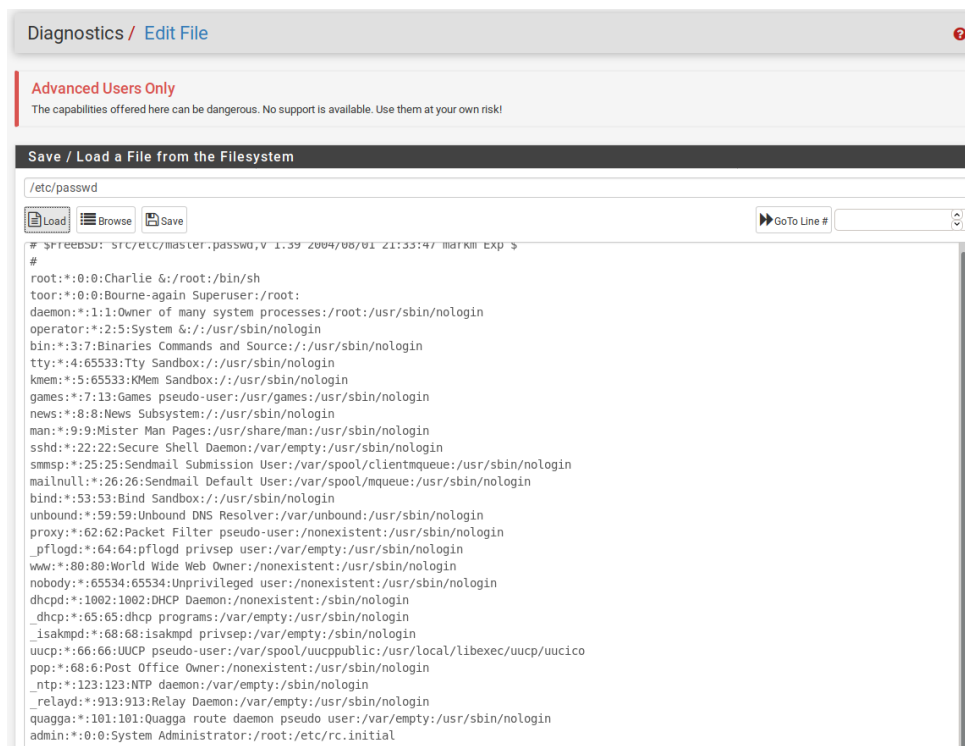 Diagnostics / Edit File
Advanced Users Only
The capabilities offered here can be dangerous. No support is available. Use them at your own risk!
Save / Load a File from the Filesystem
/etc/passwd
Load Browse Save GoTo Line #
# $FreeBSD: src/etc/master.passwd,v 1.39 2004/08/01 21:33:47 markm Exp $
#
root:*:0:0:Charlie &:/root:/bin/sh
toor:*:0:0:Bourne-again Superuser:/root:
daemon:*:1:1:Owner of many system processes:/root:/usr/sbin/nologin
operator:*:2:5:System &:/:/usr/sbin/nologin
bin:*:3:7:Binaries Commands and Source:/:/usr/sbin/nologin
tty:*:4:65533:Tty Sandbox:/:/usr/sbin/nologin
kmem:*:5:65533:KMem Sandbox:/:/usr/sbin/nologin
games:*:7:13:Games pseudo-user:/usr/games:/usr/sbin/nologin
news:*:8:8:News Subsystem:/:/usr/sbin/nologin
man:*:9:9:Mister Man Pages:/usr/share/man:/usr/sbin/nologin
sshd:*:22:22:Secure Shell Daemon:/var/empty:/usr/sbin/nologin
smmsp:*:25:25:Sendmail Submission User:/var/spool/clientmqueue:/usr/sbin/nologin
mailnull:*:26:26:Sendmail Default User:/var/spool/mqueue:/usr/sbin/nologin
bind:*:53:53:Bind Sandbox:/:/usr/sbin/nologin
unbound:*:59:59:Unbound DNS Resolver:/var/unbound:/usr/sbin/nologin
proxy:*:62:62:Packet Filter pseudo-user:/nonexistent:/usr/sbin/nologin
_pflogd:*:64:64:pflogd privsep user:/var/empty:/usr/sbin/nologin
www:*:80:80:World Wide Web Owner:/nonexistent:/usr/sbin/nologin
nobody:*:65534:65534:Unprivileged user:/nonexistent:/usr/sbin/nologin
dhcpd:*:1002:1002:DHCP Daemon:/nonexistent:/sbin/nologin
_dhcp:*:65:65:dhcp programs:/var/empty:/sbin/nologin
_isakmpd:*:68:68:isakmpd privsep:/var/empty:/sbin/nologin
uucp:*:66:66:UUCP pseudo-user:/var/spool/uucppublic:/usr/local/libexec/uucp/uucico
pop:*:68:6:Post Office Owner:/nonexistent:/sbin/nologin
_ntp:*:123:123:NTP daemon:/var/empty:/sbin/nologin
_relayd:*:913:913:Relay Daemon:/var/empty:/usr/sbin/nologin
quagga:*:101:101:Quagga route daemon pseudo user:/var/empty:/usr/sbin/nologin
admin:*:0:0:System Administrator:/root:/etc/rc.initial